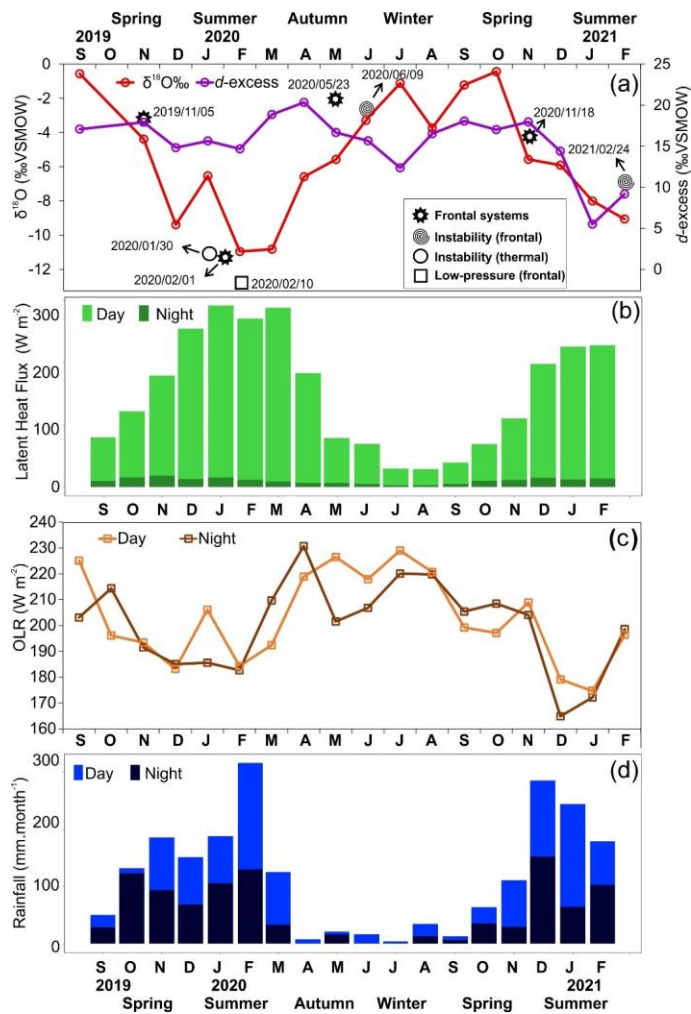 Spring Summer Autumn Winter Spring Summer
2019 2020 2021
S O N D J F M A M J J A S O N D J F
(a)
δ¹⁸O‰ d-excess
2019/11/05
2020/05/23
2020/06/09
2020/11/18
2021/02/24
2020/01/30
2020/02/01
2020/02/10
Frontal systems
Instability (frontal)
Instability (thermal)
Low-pressure (frontal)
δ¹⁸O (‰VSMOW)
0
-2
-4
-6
-8
-10
-12
d-excess (‰VSMOW)
25
20
15
10
5
0
(b)
Day Night
Latent Heat Flux (W m⁻²)
300
200
100
0
S O N D J F M A M J J A S O N D J F
(c)
Day Night
OLR (W m⁻²)
240
230
220
210
200
190
180
170
160
S O N D J F M A M J J A S O N D J F
(d)
Day Night
Rainfall (mm.month⁻¹)
300
200
100
0
S O N D J F M A M J J A S O N D J F
2019 2020 2021
Spring Summer Autumn Winter Spring Summer